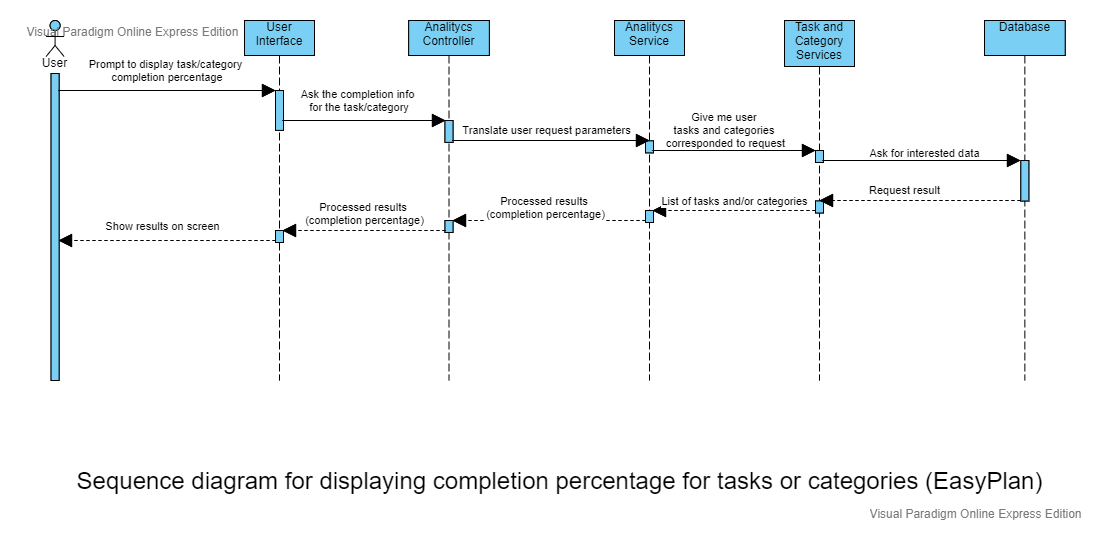 Visual Paradigm Online Express Edition
User
User
Interface
Analitycs
Controller
Analitycs
Service
Task and
Category
Services
Database
Prompt to display task/category
completion percentage
Ask the completion info
for the task/category
Translate user request parameters
Give me user
tasks and categories
corresponded to request
Ask for interested data
Request result
List of tasks and/or categories
Processed results
(completion percentage)
Processed results
(completion percentage)
Show results on screen
Sequence diagram for displaying completion percentage for tasks or categories (EasyPlan)
Visual Paradigm Online Express Edition